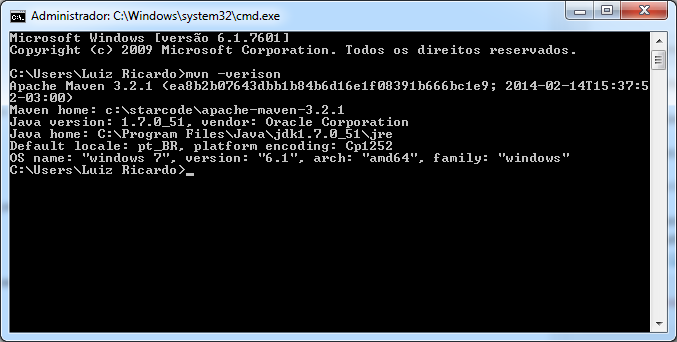 Administrador: C:\Windows\system32\cmd.exe
Microsoft Windows [versão 6.1.7601]
Copyright (c) 2009 Microsoft Corporation. Todos os direitos reservados.
C:\Users\Luiz Ricardo>mvn -verison
Apache Maven 3.2.1 (ea8b2b07643dbb1b84b6d16e1f08391b666bc1e9; 2014-02-14T15:37:5
2-03:00)
Maven home: c:\starcode\apache-maven-3.2.1
Java version: 1.7.0_51, vendor: Oracle Corporation
Java home: C:\Program Files\Java\jdk1.7.0_51\jre
Default locale: pt_BR, platform encoding: Cp1252
OS name: "windows 7", version: "6.1", arch: "amd64", family: "windows"
C:\Users\Luiz Ricardo>_